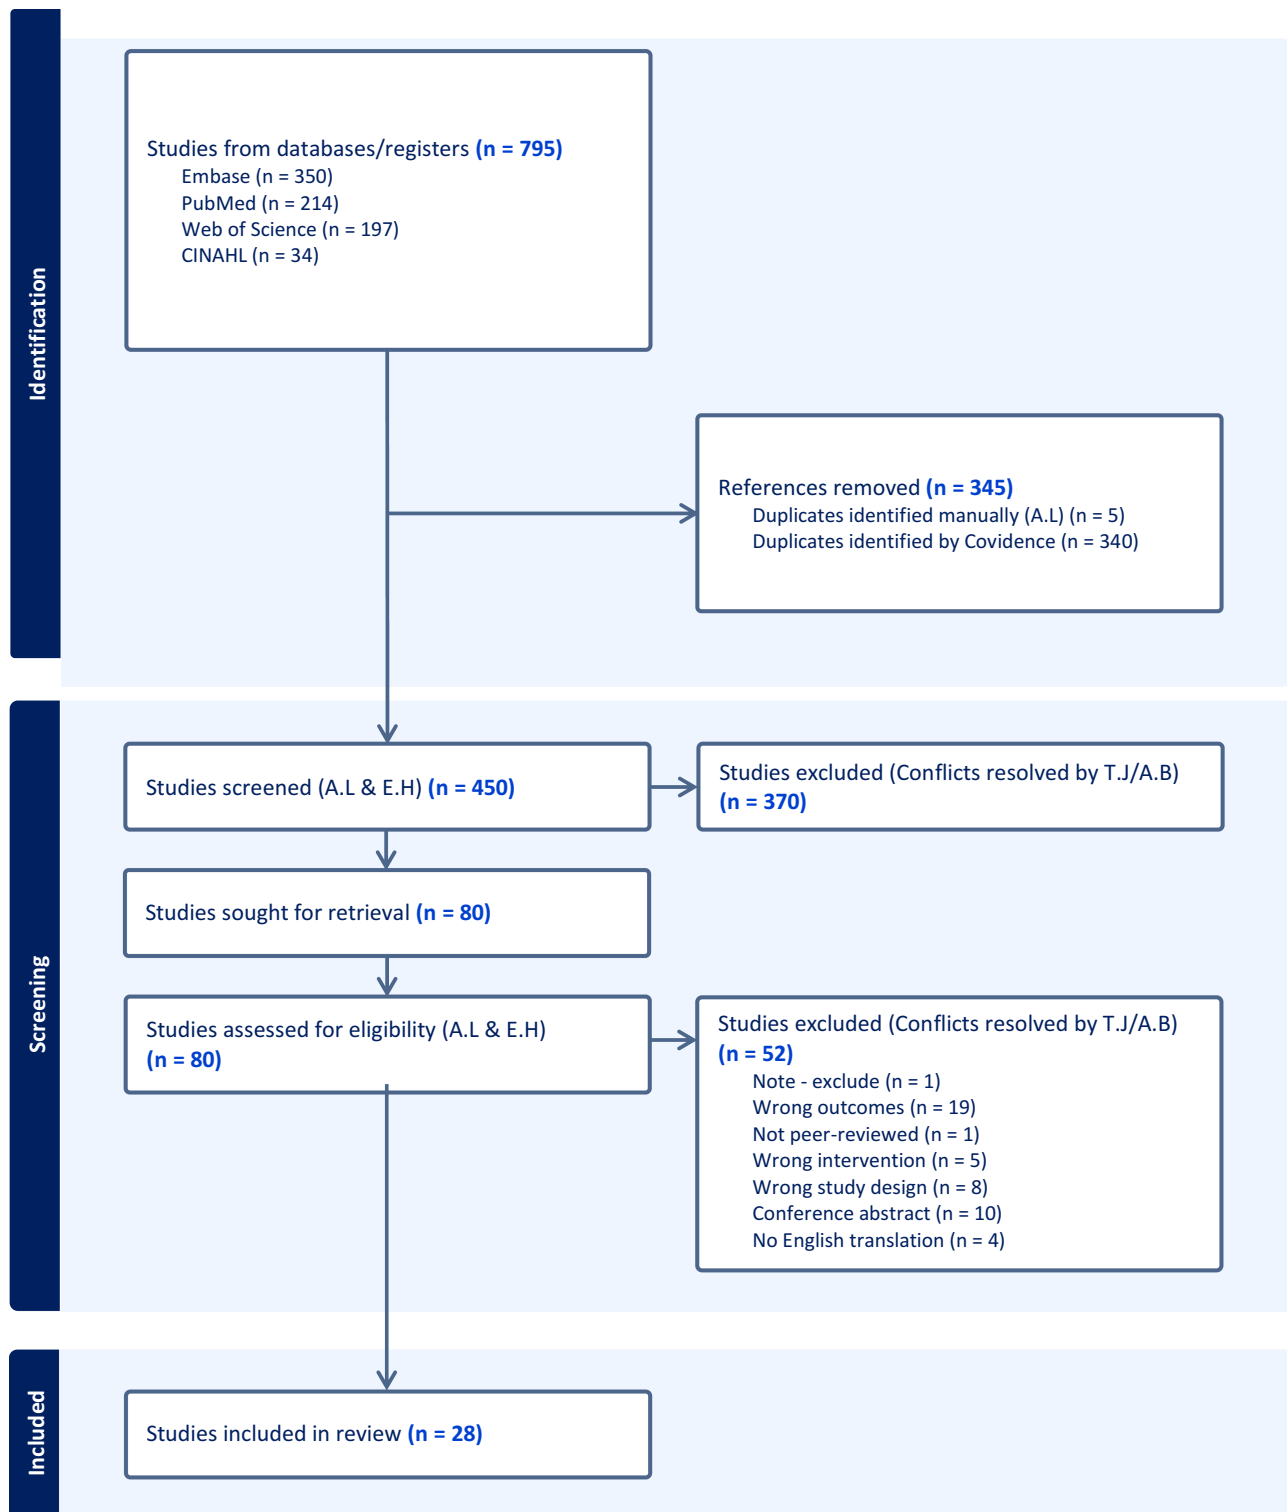 Identification
Studies from databases/registers (n = 795)
Embase (n = 350)
PubMed (n = 214)
Web of Science (n = 197)
CINAHL (n = 34)
References removed (n = 345)
Duplicates identified manually (A.L) (n = 5)
Duplicates identified by Covidence (n = 340)
Screening
Studies screened (A.L & E.H) (n = 450)
Studies excluded (Conflicts resolved by T.J/A.B)
(n = 370)
Studies sought for retrieval (n = 80)
Studies assessed for eligibility (A.L & E.H)
(n = 80)
Studies excluded (Conflicts resolved by T.J/A.B)
(n = 52)
Note - exclude (n = 1)
Wrong outcomes (n = 19)
Not peer-reviewed (n = 1)
Wrong intervention (n = 5)
Wrong study design (n = 8)
Conference abstract (n = 10)
No English translation (n = 4)
Included
Studies included in review (n = 28)